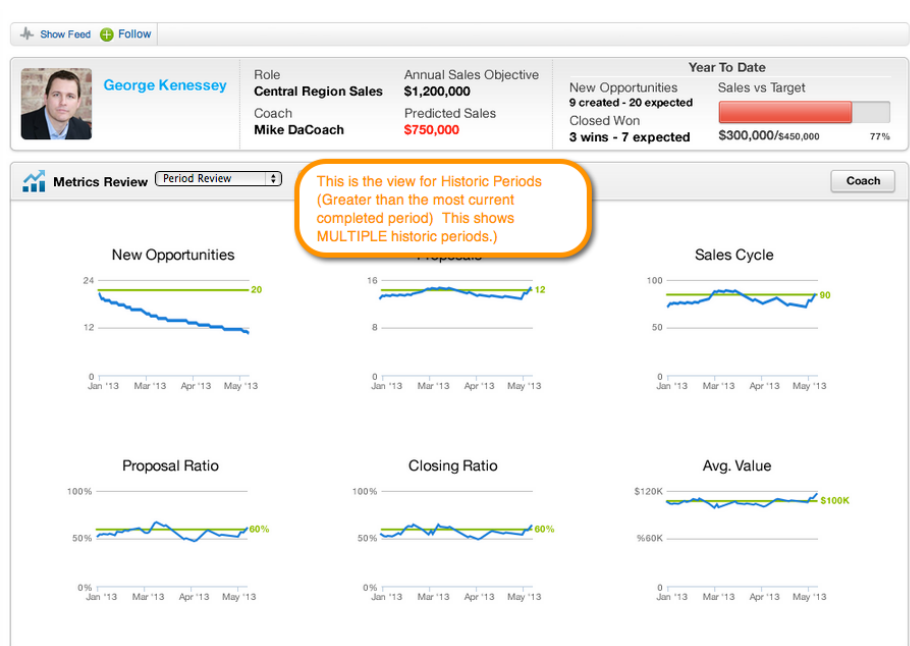 Show Feed Follow
George Kenessey
Role
Central Region Sales
Coach
Mike DaCoach
Annual Sales Objective
$1,200,000
Predicted Sales
$750,000
Year To Date
New Opportunities
9 created - 20 expected
Closed Won
3 wins - 7 expected
Sales vs Target
$300,000/$450,000 77%
Metrics Review Period Review
Coach
This is the view for Historic Periods
(Greater than the most current
completed period) This shows
MULTIPLE historic periods.)
New Opportunities
24
20
12
0
Jan '13 Mar '13 Apr '13 May '13
Proposals
16
12
8
0
Jan '13 Mar '13 Apr '13 May '13
Sales Cycle
100
90
50
0
Jan '13 Mar '13 Apr '13 May '13
Proposal Ratio
100%
60%
50%
0%
Jan '13 Mar '13 Apr '13 May '13
Closing Ratio
100%
60%
50%
0%
Jan '13 Mar '13 Apr '13 May '13
Avg. Value
$120K
$100K
%60K
0
Jan '13 Mar '13 Apr '13 May '13